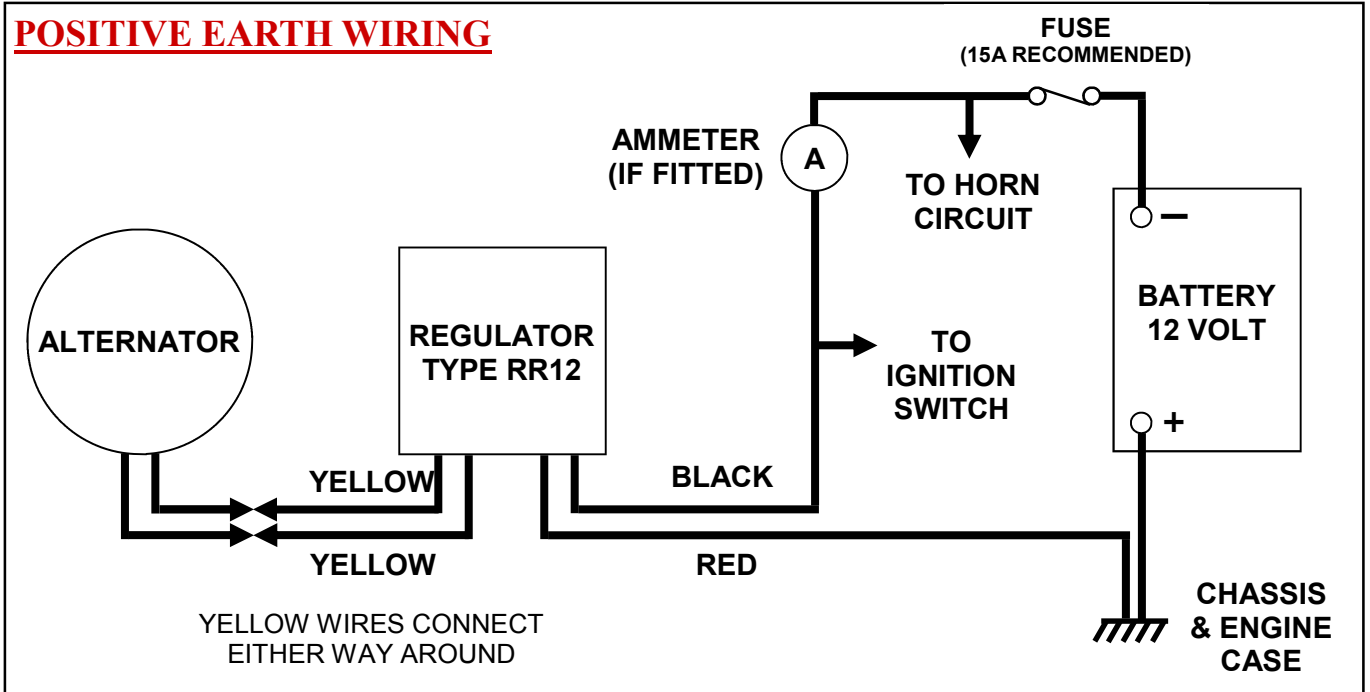 POSITIVE EARTH WIRING
FUSE
(15A RECOMMENDED)
AMMETER
(IF FITTED)
A
TO HORN
CIRCUIT
–
BATTERY
12 VOLT
+
ALTERNATOR
REGULATOR
TYPE RR12
TO
IGNITION
SWITCH
YELLOW
BLACK
YELLOW
RED
YELLOW WIRES CONNECT
EITHER WAY AROUND
CHASSIS
& ENGINE
CASE